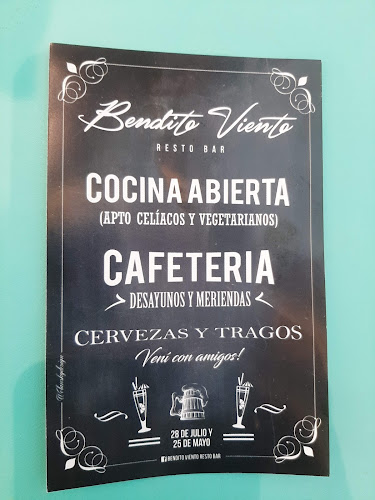 Bendito Viento
RESTO BAR
COCINA ABIERTA
(APTO CELÍACOS Y VEGETARIANOS)
CAFETERIA
DESAYUNOS Y MERIENDAS
CERVEZAS Y TRAGOS
Vení con amigos!
28 DE JULIO Y
25 DE MAYO
BENDITO VIENTO RESTO BAR